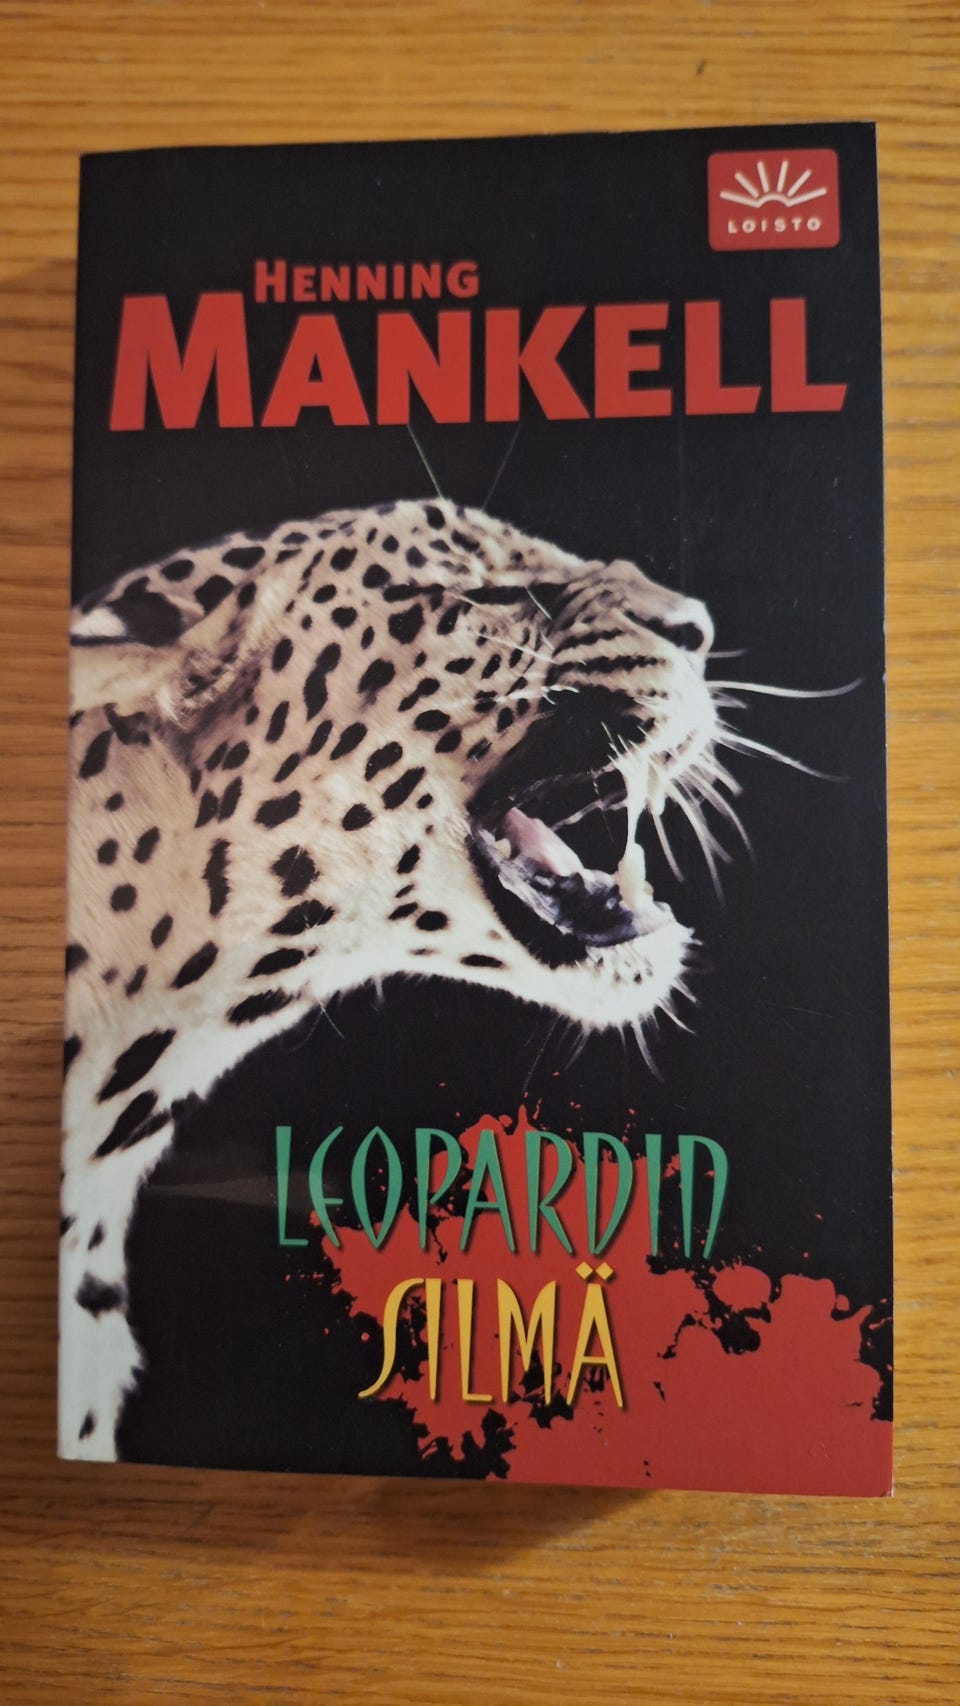 LOISTO
HENNING
MANKELL
LEOPARDIN
SILMÄ